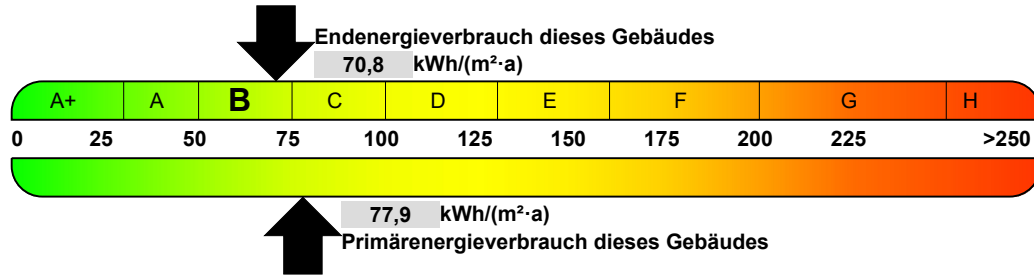 Endenergieverbrauch dieses Gebäudes
70,8 kWh/(m²·a)
A+ A B C D E F G H
0 25 50 75 100 125 150 175 200 225 >250
77,9 kWh/(m²·a)
Primärenergieverbrauch dieses Gebäudes